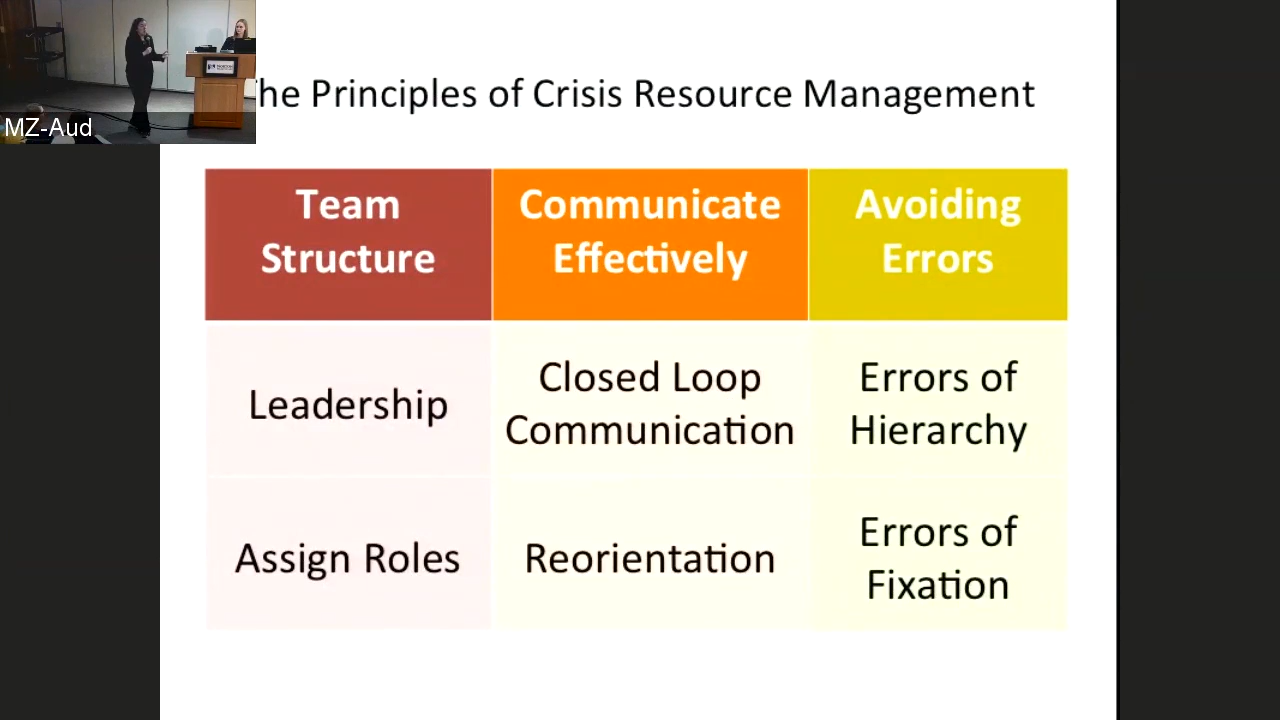 MZ-Aud
he Principles of Crisis Resource Management
Team
Structure
Communicate
Effectively
Avoiding
Errors
Leadership
Closed Loop
Communication
Errors of
Hierarchy
Assign Roles
Reorientation
Errors of
Fixation